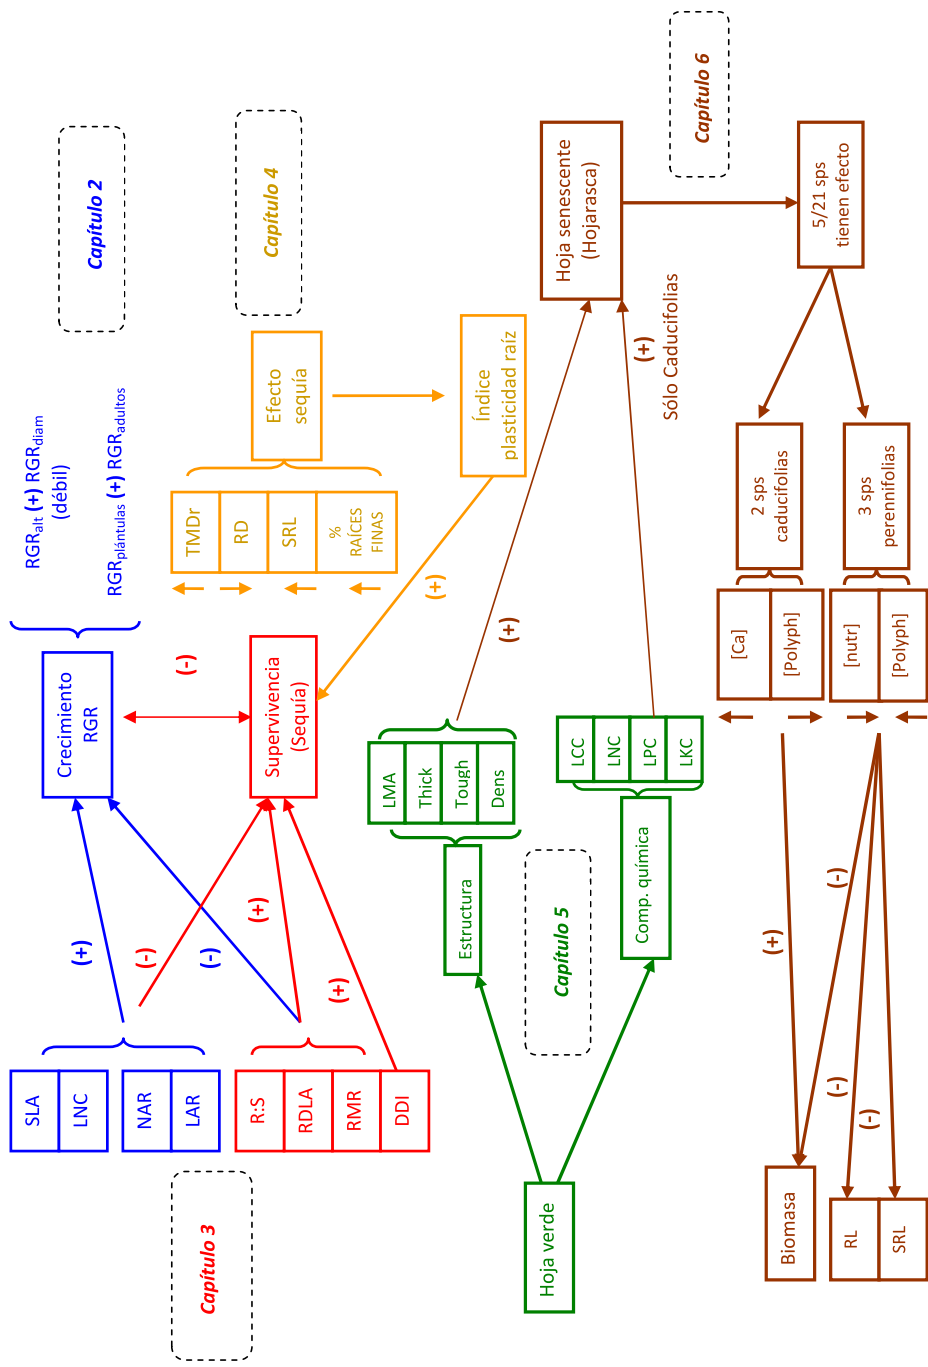 Capítulo 3
SLA
LNC
NAR
LAR
R:S
RDLA
RMR
DDI
(+)
(-)
(-)
(+)
(+)
Crecimiento
RGR
(-)
Supervivencia
(Sequía)
RGRalt (+) RGRdiam
(débil)
RGRplántulas (+) RGRadultos
Capítulo 2
TMDr
RD
SRL
%
RAÍCES
FINAS
Efecto
sequía
Capítulo 4
(+)
Índice
plasticidad raíz
Hoja verde
Capítulo 5
Estructura
LMA
Thick
Tough
Dens
Comp. química
LCC
LNC
LPC
LKC
(+)
(+)
Sólo Caducifolias
Hoja senescente
(Hojarasca)
Capítulo 6
5/21 sps
tienen efecto
2 sps
caducifolias
3 sps
perennifolias
[Ca]
[Polyph]
[nutr]
[Polyph]
(+)
(-)
(-)
(-)
Biomasa
RL
SRL